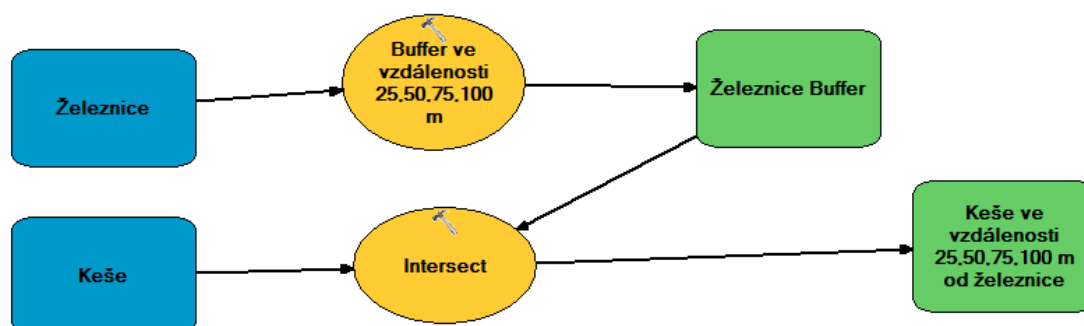 Železnice
Buffer ve
vzdálenosti
25,50,75,100
m
Železnice Buffer
Keše
Intersect
Keše ve
vzdálenosti
25,50,75,100 m
od železnice